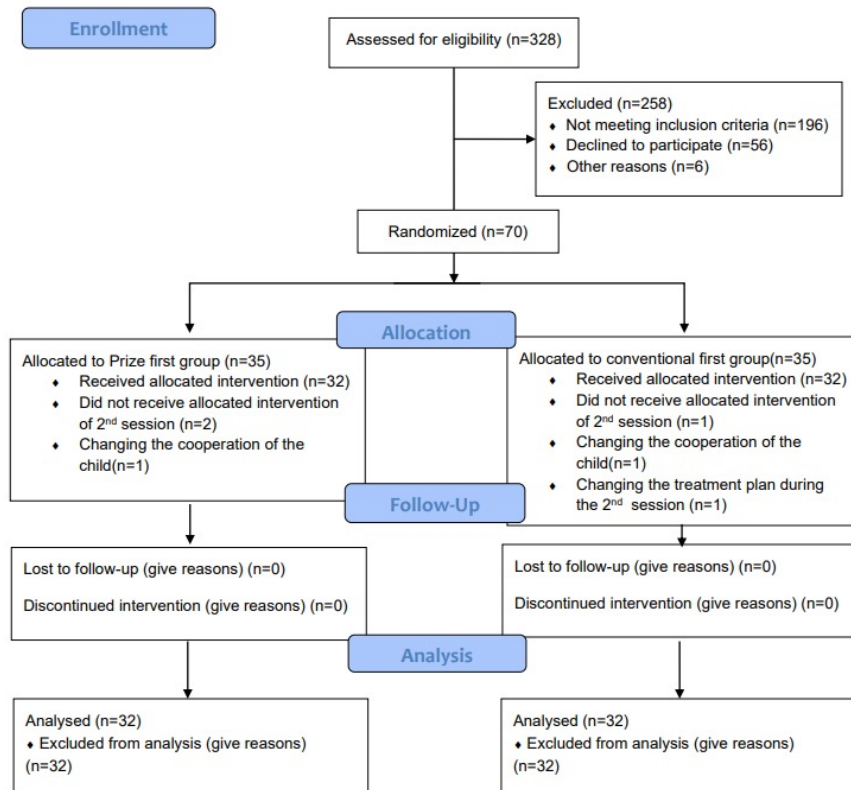 Enrollment
Assessed for eligibility (n=328)
Excluded (n=258)
♦ Not meeting inclusion criteria (n=196)
♦ Declined to participate (n=56)
♦ Other reasons (n=6)
Randomized (n=70)
Allocation
Allocated to Prize first group (n=35)
♦ Received allocated intervention (n=32)
♦ Did not receive allocated intervention
of 2nd session (n=2)
♦ Changing the cooperation of the
child(n=1)
Allocated to conventional first group(n=35)
♦ Received allocated intervention (n=32)
♦ Did not receive allocated intervention
of 2nd session (n=1)
♦ Changing the cooperation of the
child(n=1)
♦ Changing the treatment plan during
the 2nd session (n=1)
Follow-Up
Lost to follow-up (give reasons) (n=0)
Discontinued intervention (give reasons) (n=0)
Lost to follow-up (give reasons) (n=0)
Discontinued intervention (give reasons) (n=0)
Analysis
Analysed (n=32)
♦ Excluded from analysis (give reasons)
(n=32)
Analysed (n=32)
♦ Excluded from analysis (give reasons)
(n=32)